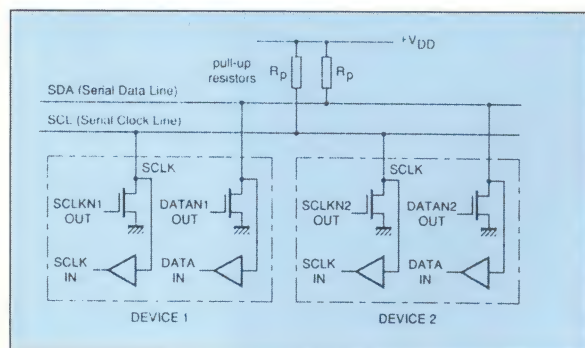 +VDD
pull-up
resistors
Rp
Rp
SDA (Serial Data Line)
SCL (Serial Clock Line)
SCLK
SCLK
SCLKN1
OUT
DATAN1
OUT
SCLKN2
OUT
DATAN2
OUT
SCLK
IN
DATA
IN
SCLK
IN
DATA
IN
DEVICE 1
DEVICE 2